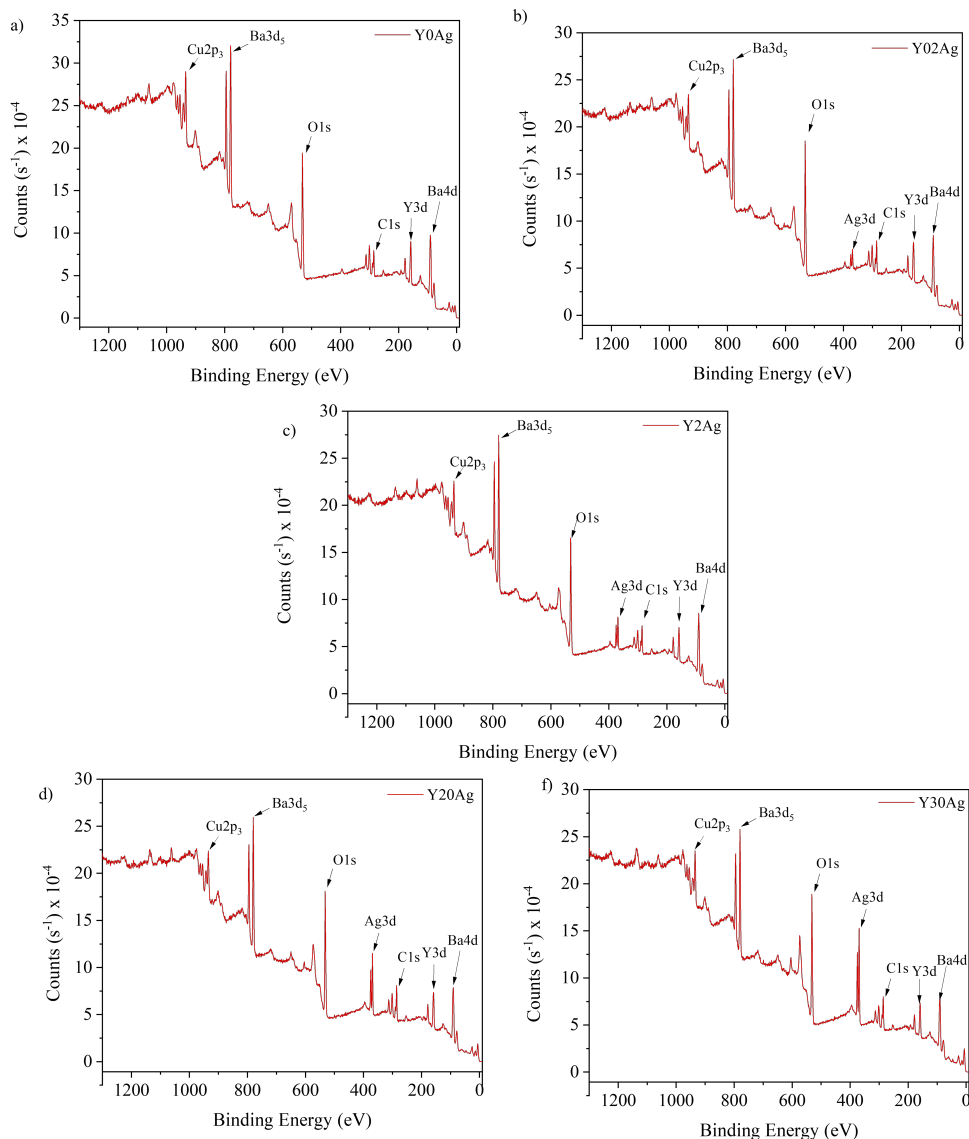 a)
Y0Ag
Ba3d₅
Cu2p₃
O1s
Ba4d
Y3d
C1s
35
30
25
20
15
10
5
0
Counts (s⁻¹) x 10⁻⁴
1200 1000 800 600 400 200 0
Binding Energy (eV)
b)
Y02Ag
Ba3d₅
Cu2p₃
O1s
Ba4d
Y3d
C1s
Ag3d
30
25
20
15
10
5
0
Counts (s⁻¹) x 10⁻⁴
1200 1000 800 600 400 200 0
Binding Energy (eV)
c)
Y2Ag
Ba3d₅
Cu2p₃
O1s
Ag3d
C1s
Y3d
Ba4d
30
25
20
15
10
5
0
Counts (s⁻¹) x 10⁻⁴
1200 1000 800 600 400 200 0
Binding Energy (eV)
d)
Y20Ag
Ba3d₅
Cu2p₃
O1s
Ag3d
C1s
Y3d
Ba4d
30
25
20
15
10
5
0
Counts (s⁻¹) x 10⁻⁴
1200 1000 800 600 400 200 0
Binding Energy (eV)
f)
Y30Ag
Ba3d₅
Cu2p₃
O1s
Ag3d
C1s
Y3d
Ba4d
30
25
20
15
10
5
0
Counts (s⁻¹) x 10⁻⁴
1200 1000 800 600 400 200 0
Binding Energy (eV)